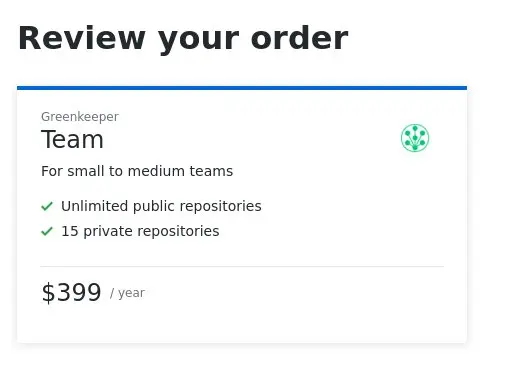 Review your order
Greenkeeper
Team
For small to medium teams
Unlimited public repositories
15 private repositories
$399 / year